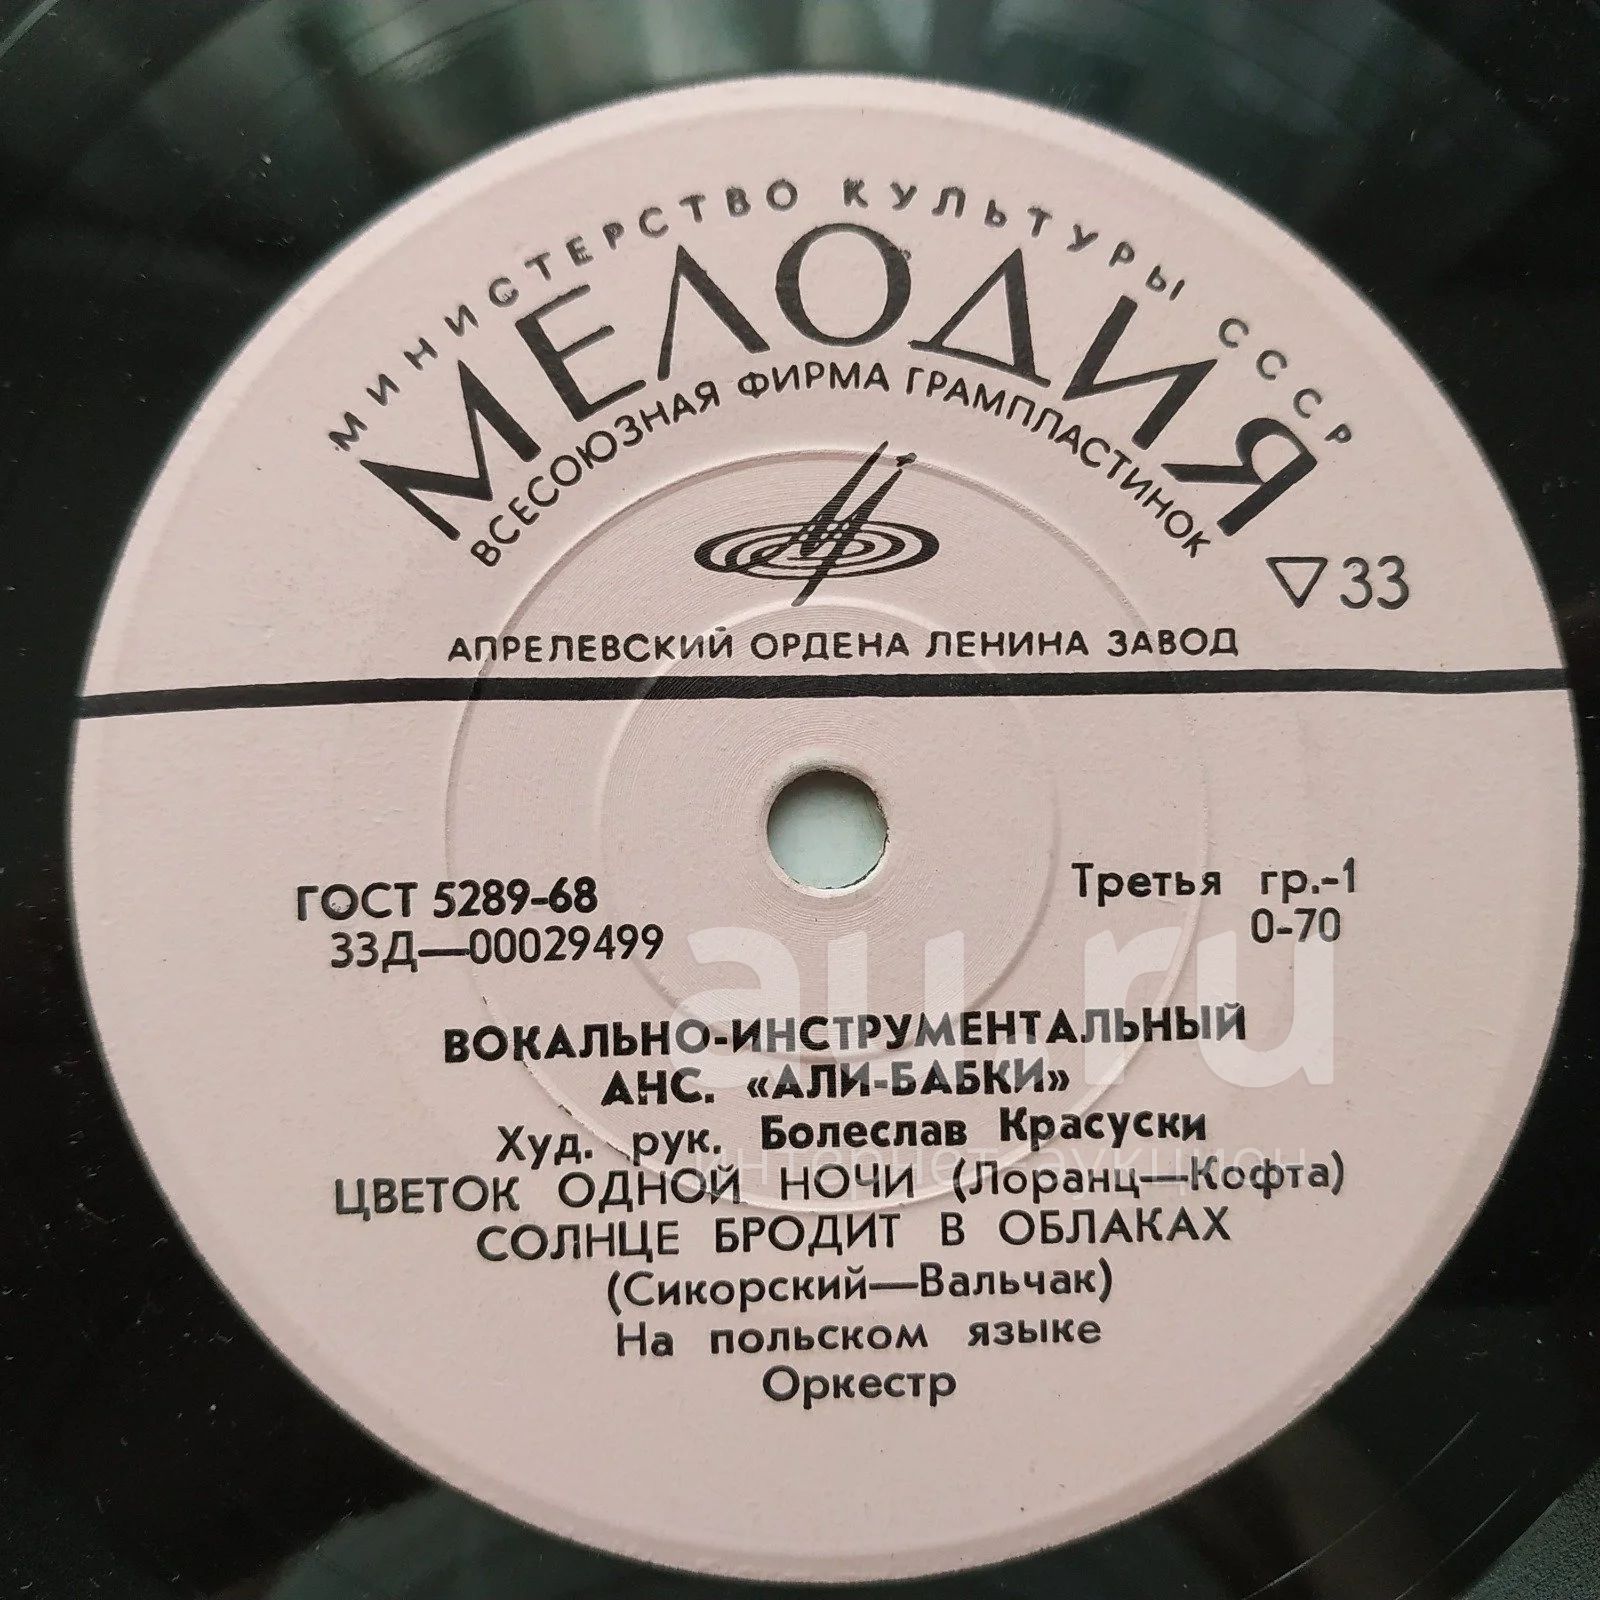 МИНИСТЕРСТВО КУЛЬТУРЫ СССР
МЕЛОДИЯ
ВСЕСОЮЗНАЯ ФИРМА ГРАМПЛАСТИНОК
▽33
АПРЕЛЕВСКИЙ ОРДЕНА ЛЕНИНА ЗАВОД
ГОСТ 5289-68
33Д—00029499
Третья гр.-1
0-70
au.ru
интернет-аукцион
ВОКАЛЬНО-ИНСТРУМЕНТАЛЬНЫЙ
АНС. «АЛИ-БАБКИ»
Худ. рук. Болеслав Красуски
ЦВЕТОК ОДНОЙ НОЧИ (Лоранц—Кофта)
СОЛНЦЕ БРОДИТ В ОБЛАКАХ
(Сикорский—Вальчак)
На польском языке
Оркестр